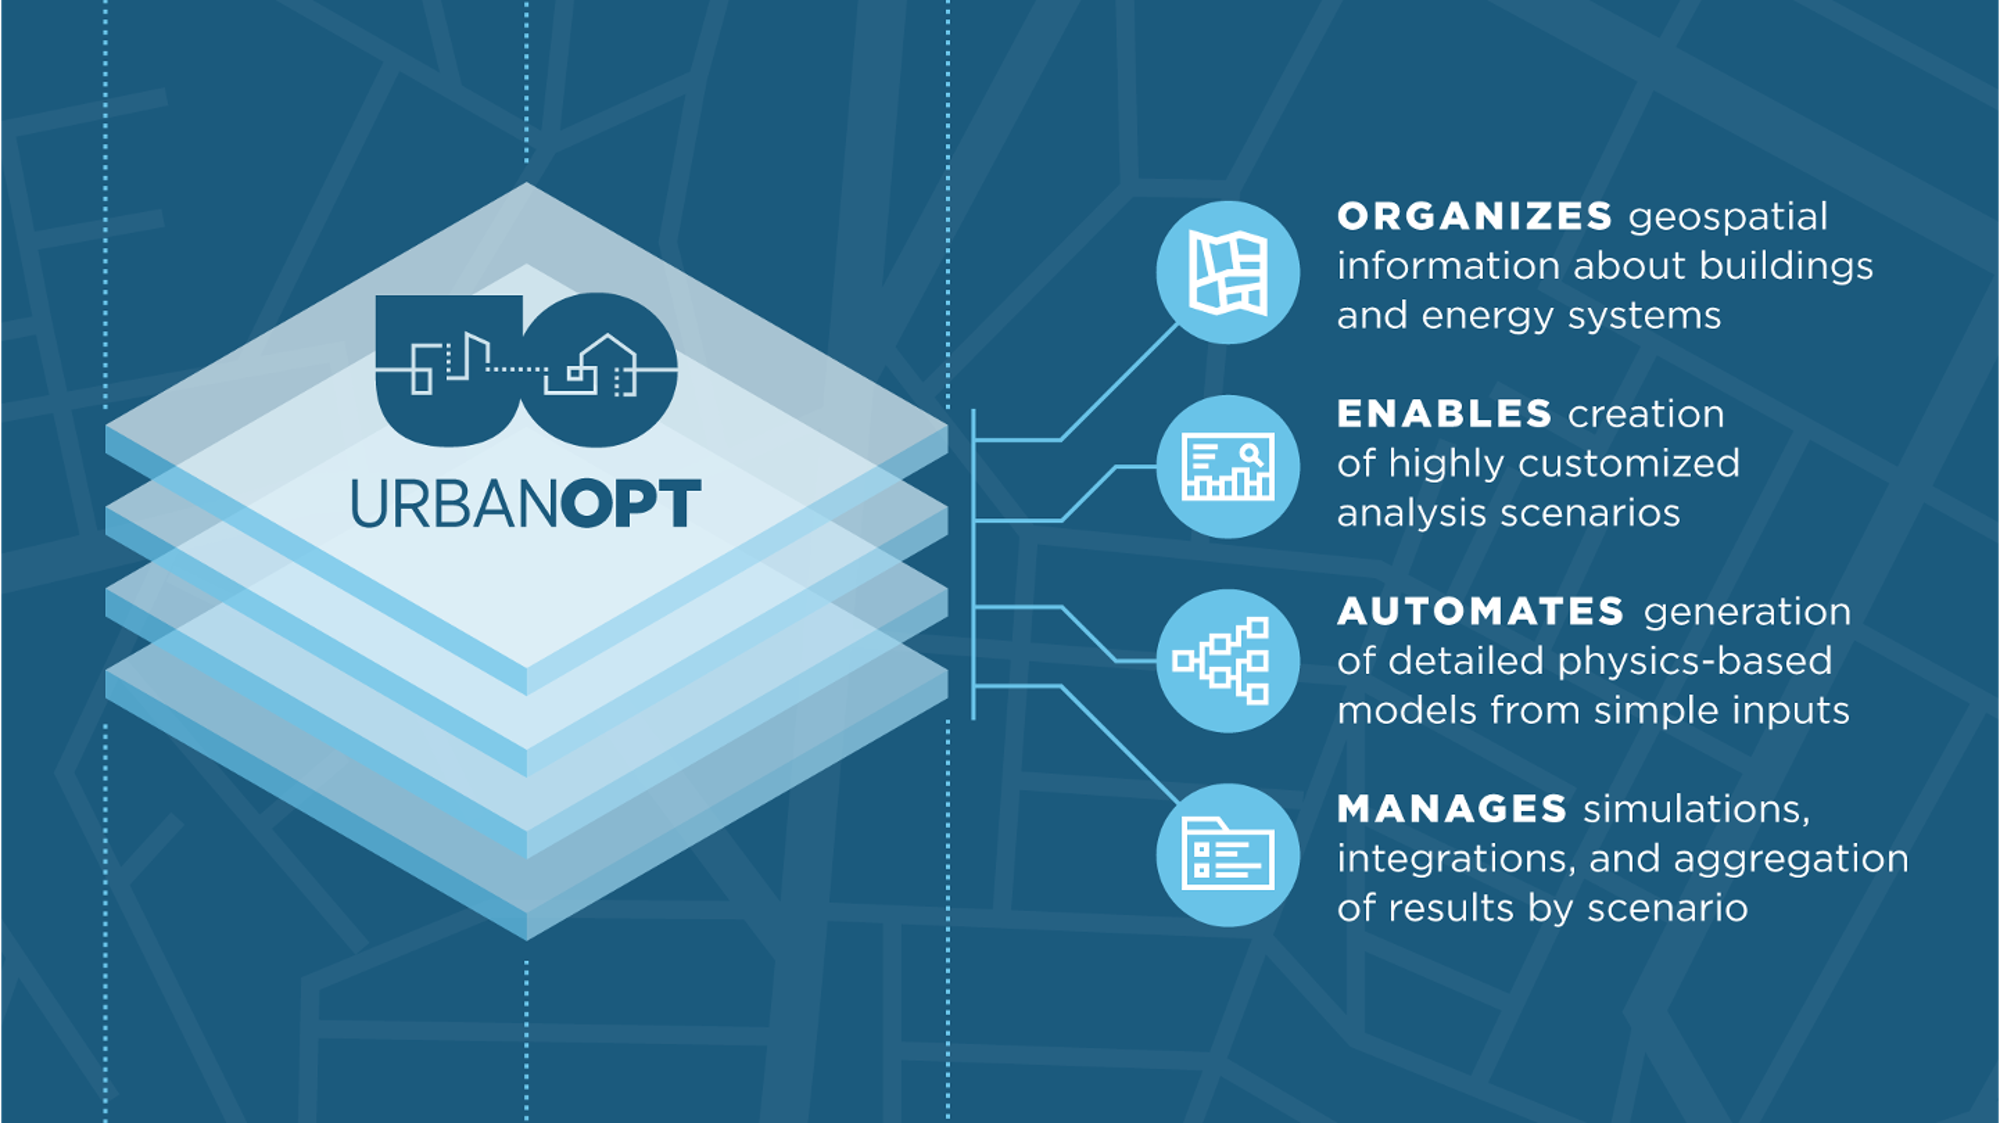 URBANOPT
ORGANIZES geospatial
information about buildings
and energy systems
ENABLES creation
of highly customized
analysis scenarios
AUTOMATES generation
of detailed physics-based
models from simple inputs
MANAGES simulations,
integrations, and aggregation
of results by scenario